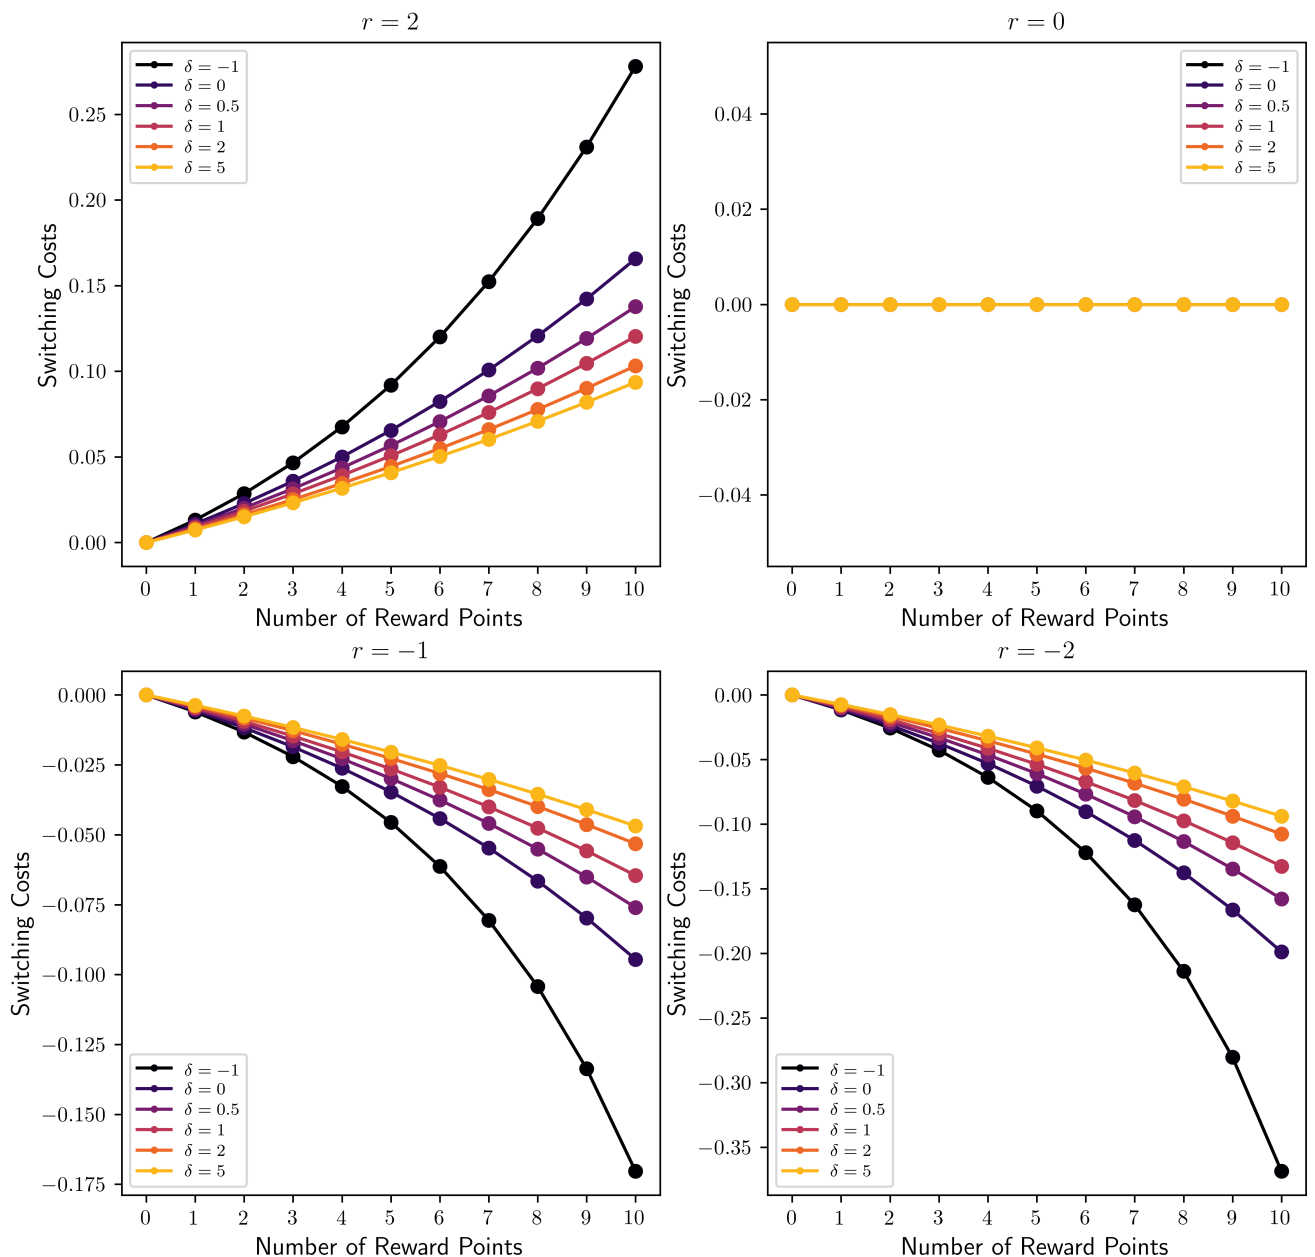 r = 2
0.25
0.20
0.15
0.10
0.05
0.00
Switching Costs
δ = −1
δ = 0
δ = 0.5
δ = 1
δ = 2
δ = 5
0 1 2 3 4 5 6 7 8 9 10
Number of Reward Points
r = 0
0.04
0.02
0.00
−0.02
−0.04
Switching Costs
δ = −1
δ = 0
δ = 0.5
δ = 1
δ = 2
δ = 5
0 1 2 3 4 5 6 7 8 9 10
Number of Reward Points
r = −1
0.000
−0.025
−0.050
−0.075
−0.100
−0.125
−0.150
−0.175
Switching Costs
δ = −1
δ = 0
δ = 0.5
δ = 1
δ = 2
δ = 5
0 1 2 3 4 5 6 7 8 9 10
Number of Reward Points
r = −2
0.00
−0.05
−0.10
−0.15
−0.20
−0.25
−0.30
−0.35
Switching Costs
δ = −1
δ = 0
δ = 0.5
δ = 1
δ = 2
δ = 5
0 1 2 3 4 5 6 7 8 9 10
Number of Reward Points